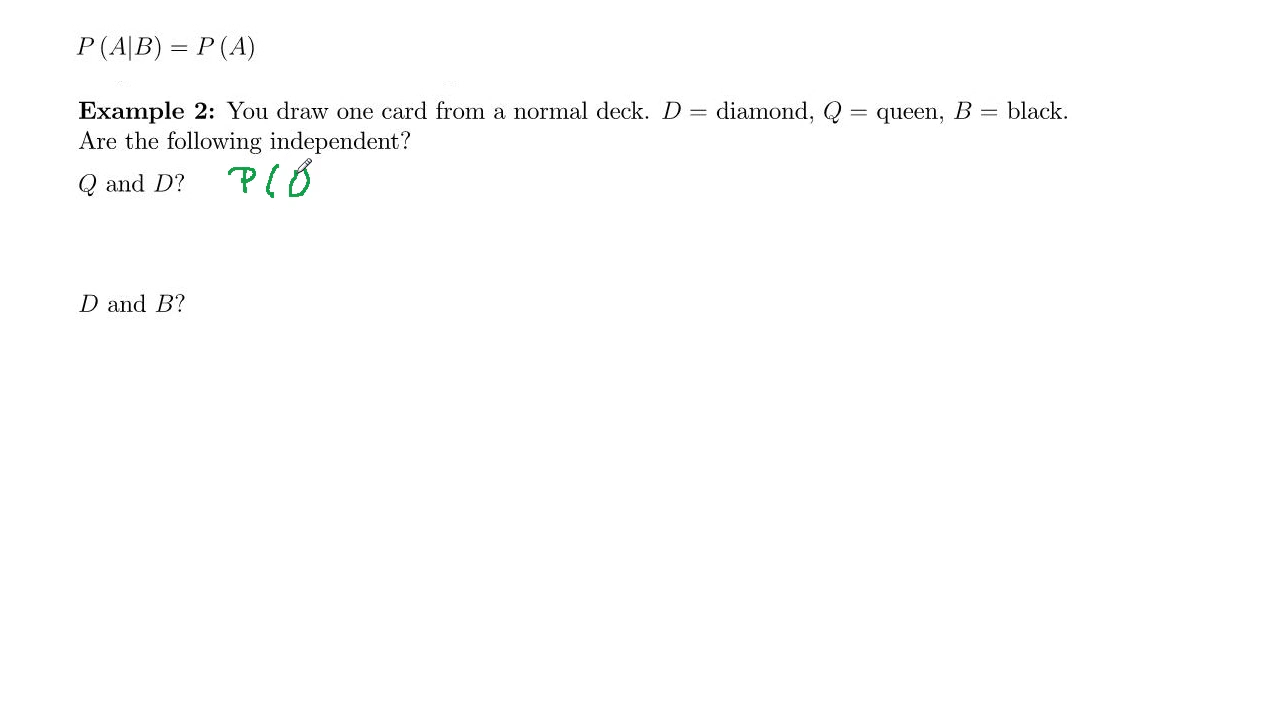 P (A|B) = P (A)
Example 2: You draw one card from a normal deck. D = diamond, Q = queen, B = black.
Are the following independent?
Q and D? P(
D and B?